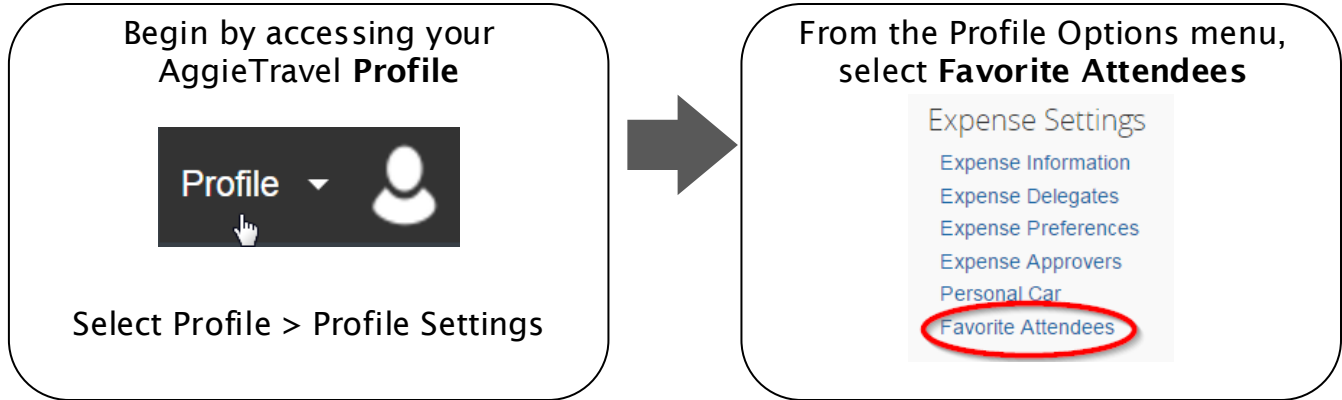 Begin by accessing your
AggieTravel Profile
Profile
Select Profile > Profile Settings
From the Profile Options menu,
select Favorite Attendees
Expense Settings
Expense Information
Expense Delegates
Expense Preferences
Expense Approvers
Personal Car
Favorite Attendees